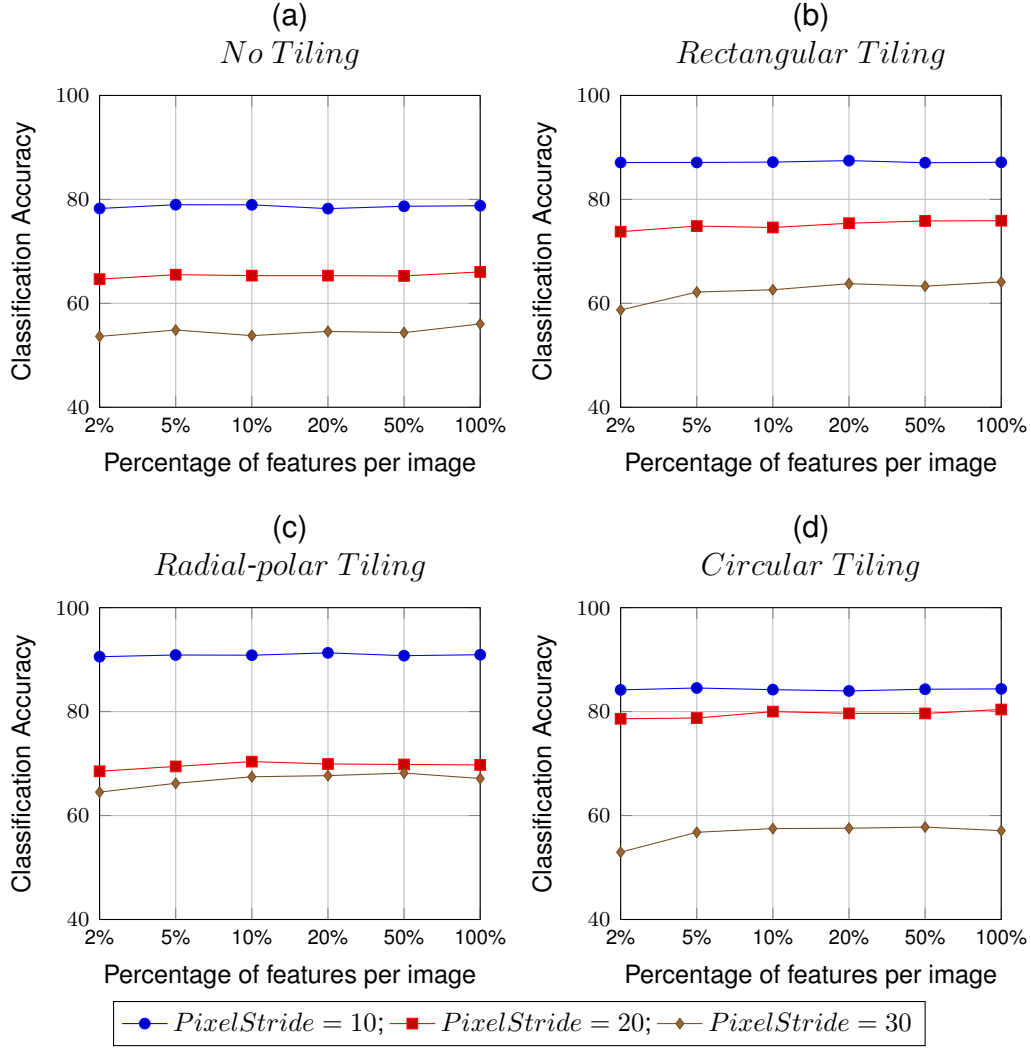 (a)
No Tiling
100
80
60
40
Classification Accuracy
2% 5% 10% 20% 50% 100%
Percentage of features per image
(b)
Rectangular Tiling
100
80
60
40
Classification Accuracy
2% 5% 10% 20% 50% 100%
Percentage of features per image
(c)
Radial-polar Tiling
100
80
60
40
Classification Accuracy
2% 5% 10% 20% 50% 100%
Percentage of features per image
(d)
Circular Tiling
100
80
60
40
Classification Accuracy
2% 5% 10% 20% 50% 100%
Percentage of features per image
PixelStride = 10; PixelStride = 20; PixelStride = 30